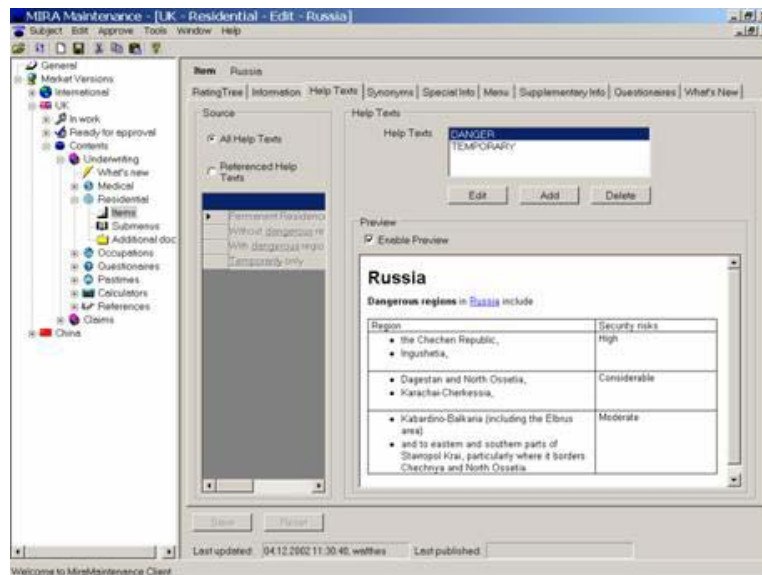 MIRA Maintenance - [UK - Residential - Edit - Russia]
Subject Edit Approve Tools Window Help
General
Market Versions
International
UK
In work
Ready for approval
Contents
Underwriting
What's new
Medical
Residential
Items
Submenus
Additional doc
Occupations
Questionaires
Pastimes
Calculators
References
Claims
China
Item Russia
RatingTree Information Help Texts Synonyms Special Info Menu Supplementary Info Questionaires What's New
Source
All Help Texts
Referenced Help
Texts
Permanent Residence
Without dangerous re
With dangerous regio
Temporarily only
Help Texts
Help Texts
DANGER
TEMPORARY
Edit Add Delete
Preview
Enable Preview
Russia
Dangerous regions in Russia include
Region Security risks
the Chechen Republic, High
Ingushetia,
Dagestan and North Ossetia, Considerable
Karachai-Cherkessia,
Kabardino-Balkaria (including the Elbrus Moderate
area)
and to eastern and southern parts of
Stavropol Krai, particularly where it borders
Chechnya and North Ossetia.
Save Reset
Last updated: 04.12.2002 11:30:40, walthes Last published:
Welcome to MiraMaintenance Client